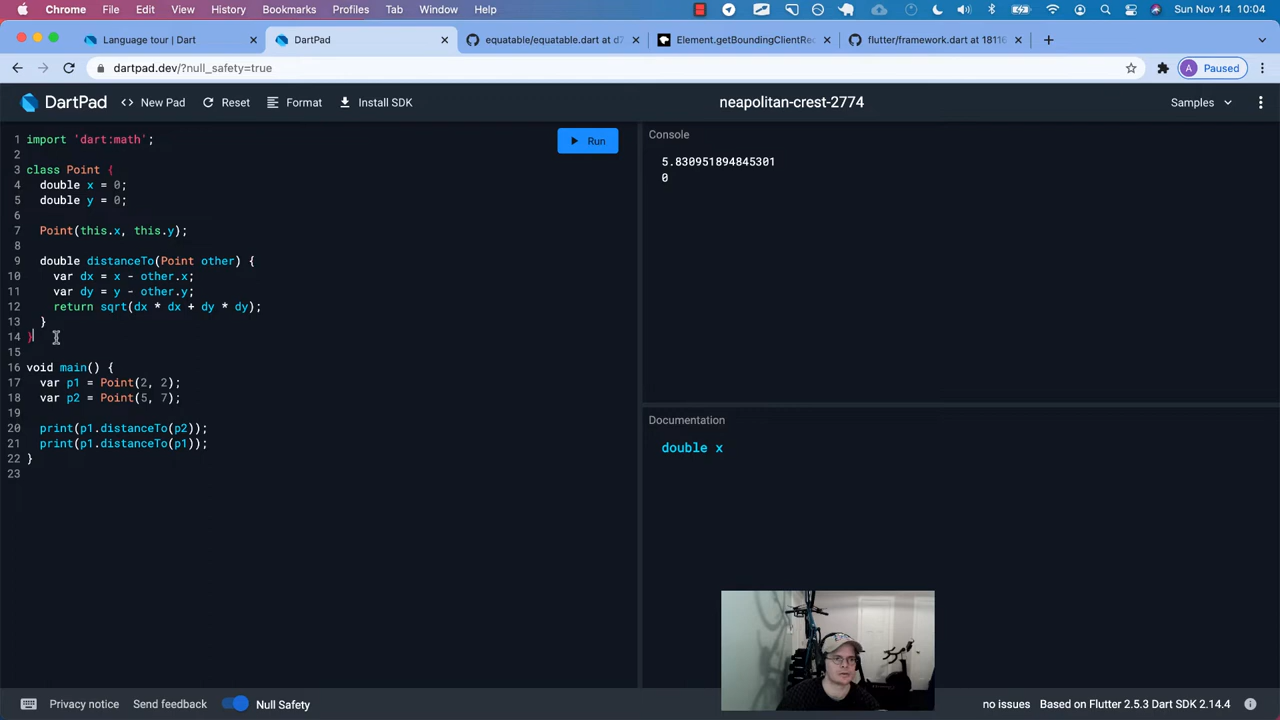 Chrome File Edit View History Bookmarks Profiles Tab Window Help Sun Nov 14 10:04
Language tour | Dart DartPad equatable/equatable.dart at d7 Element.getBoundingClientRec flutter/framework.dart at 18116
dartpad.dev/?null_safety=true A Paused
DartPad <> New Pad Reset Format Install SDK neapolitan-crest-2774 Samples
1 import 'dart:math';
2
3 class Point {
4 double x = 0;
5 double y = 0;
6
7 Point(this.x, this.y);
8
9 double distanceTo(Point other) {
10 var dx = x - other.x;
11 var dy = y - other.y;
12 return sqrt(dx * dx + dy * dy);
13 }
14 }
15
16 void main() {
17 var p1 = Point(2, 2);
18 var p2 = Point(5, 7);
19
20 print(p1.distanceTo(p2));
21 print(p1.distanceTo(p1));
22 }
23
Run
Console
5.830951894845301
0
Documentation
double x
Privacy notice Send feedback Null Safety no issues Based on Flutter 2.5.3 Dart SDK 2.14.4